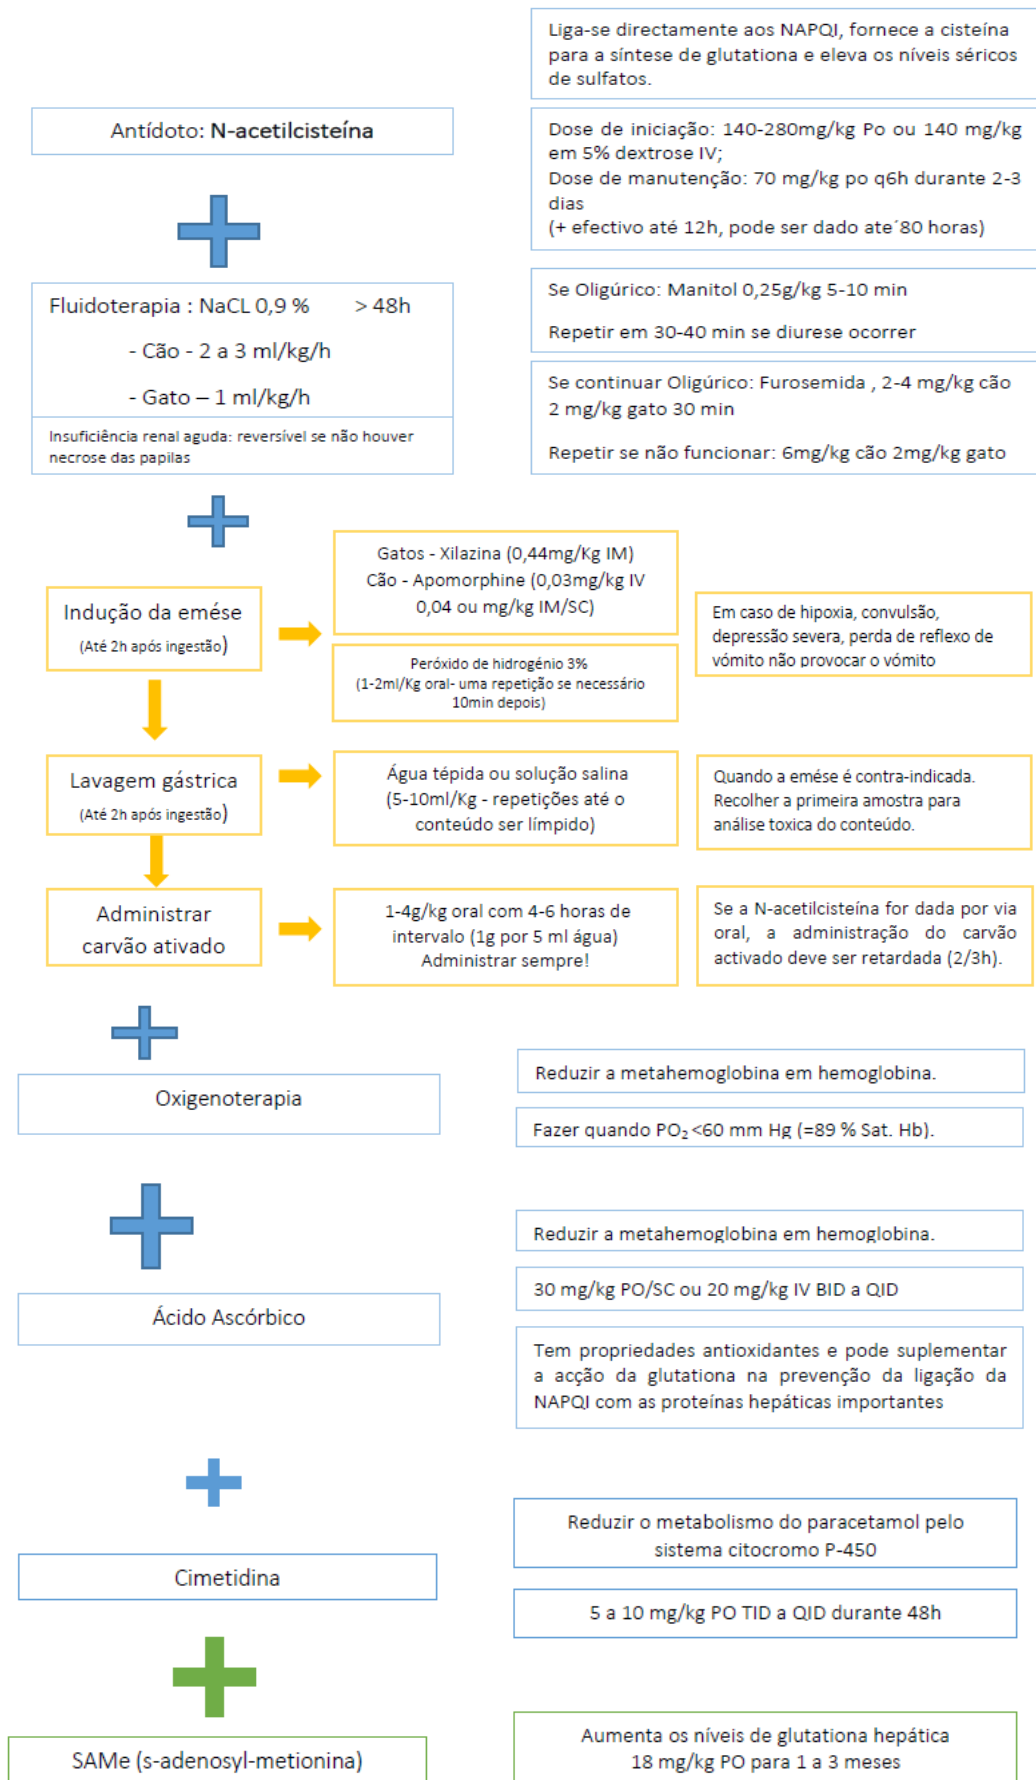 Liga-se directamente aos NAPQI, fornece a cisteína
para a síntese de glutationa e eleva os níveis séricos
de sulfatos.
Antídoto: N-acetilcisteína
Dose de iniciação: 140-280mg/kg Po ou 140 mg/kg
em 5% dextrose IV;
Dose de manutenção: 70 mg/kg po q6h durante 2-3
dias
(+ efectivo até 12h, pode ser dado ate´80 horas)
Fluidoterapia : NaCL 0,9 % > 48h
- Cão - 2 a 3 ml/kg/h
- Gato – 1 ml/kg/h
Insuficiência renal aguda: reversível se não houver
necrose das papilas
Se Oligúrico: Manitol 0,25g/kg 5-10 min
Repetir em 30-40 min se diurese ocorrer
Se continuar Oligúrico: Furosemida , 2-4 mg/kg cão
2 mg/kg gato 30 min
Repetir se não funcionar: 6mg/kg cão 2mg/kg gato
Indução da emése
(Até 2h após ingestão)
Gatos - Xilazina (0,44mg/Kg IM)
Cão - Apomorphine (0,03mg/kg IV
0,04 ou mg/kg IM/SC)
Peróxido de hidrogénio 3%
(1-2ml/Kg oral- uma repetição se necessário
10min depois)
Em caso de hipoxia, convulsão,
depressão severa, perda de reflexo de
vómito não provocar o vómito
Lavagem gástrica
(Até 2h após ingestão)
Água tépida ou solução salina
(5-10ml/Kg - repetições até o
conteúdo ser límpido)
Quando a emése é contra-indicada.
Recolher a primeira amostra para
análise toxica do conteúdo.
Administrar
carvão ativado
1-4g/kg oral com 4-6 horas de
intervalo (1g por 5 ml água)
Administrar sempre!
Se a N-acetilcisteína for dada por via
oral, a administração do carvão
activado deve ser retardada (2/3h).
Oxigenoterapia
Reduzir a metahemoglobina em hemoglobina.
Fazer quando PO₂ <60 mm Hg (=89 % Sat. Hb).
Ácido Ascórbico
Reduzir a metahemoglobina em hemoglobina.
30 mg/kg PO/SC ou 20 mg/kg IV BID a QID
Tem propriedades antioxidantes e pode suplementar
a acção da glutationa na prevenção da ligação da
NAPQI com as proteínas hepáticas importantes
Cimetidina
Reduzir o metabolismo do paracetamol pelo
sistema citocromo P-450
5 a 10 mg/kg PO TID a QID durante 48h
SAMe (s-adenosyl-metionina)
Aumenta os níveis de glutationa hepática
18 mg/kg PO para 1 a 3 meses